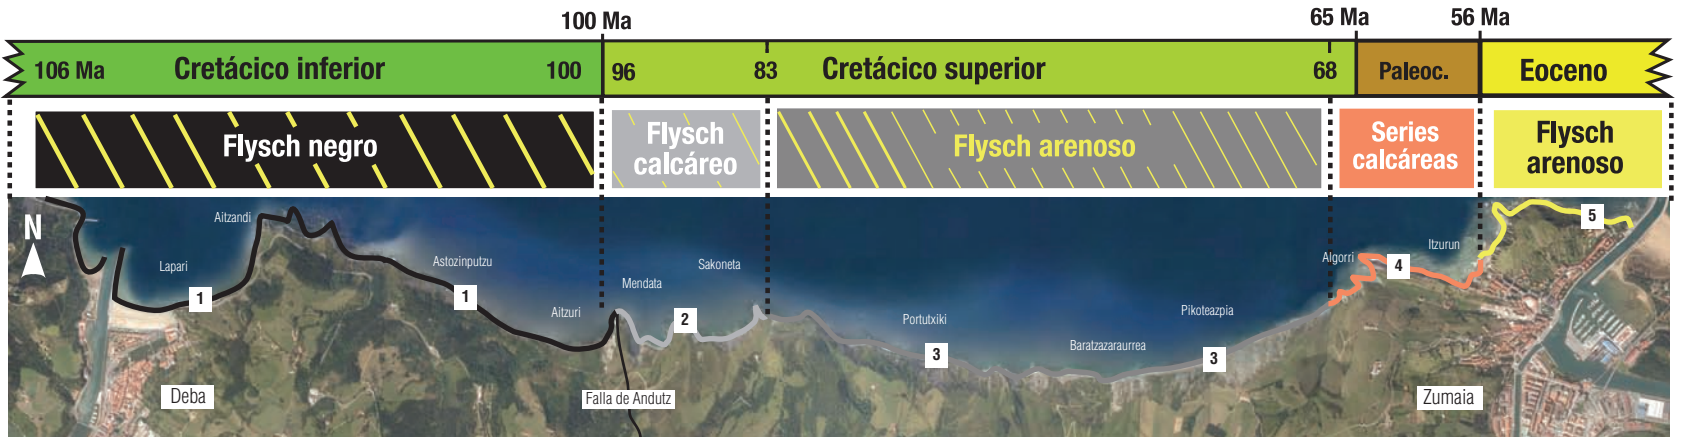 100 Ma
65 Ma
56 Ma
106 Ma
Cretácico inferior
100
96
83
Cretácico superior
68
Paleoc.
Eoceno
Flysch negro
Flysch
calcáreo
Flysch arenoso
Series
calcáreas
Flysch
arenoso
N
Aitzandi
Lapari
1
Astozinputzu
1
Aitzuri
Mendata
Sakoneta
2
Portutxiki
3
Baratzazaraurrea
Pikoteazpia
3
Algorri
4
Itzurun
5
Deba
Falla de Andutz
Zumaia